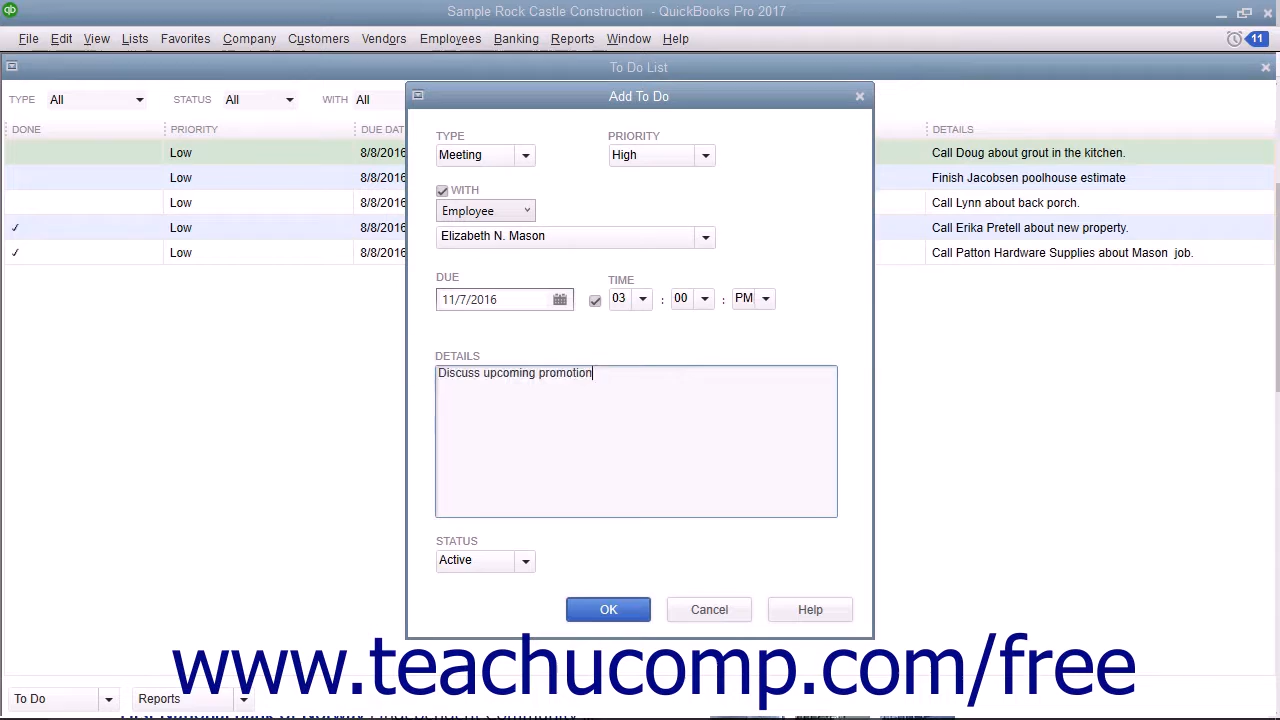 Sample Rock Castle Construction - QuickBooks Pro 2017
File Edit View Lists Favorites Company Customers Vendors Employees Banking Reports Window Help 11
To Do List
TYPE All STATUS All WITH All
Add To Do
DONE PRIORITY DUE DAT DETAILS
Low 8/8/2016 Call Doug about grout in the kitchen.
Low 8/8/2016 Finish Jacobsen poolhouse estimate
Low 8/8/2016 Call Lynn about back porch.
✓ Low 8/8/2016 Call Erika Pretell about new property.
✓ Low 8/8/2016 Call Patton Hardware Supplies about Mason job.
TYPE PRIORITY
Meeting High
WITH
Employee
Elizabeth N. Mason
DUE TIME
11/7/2016 03 : 00 : PM
DETAILS
Discuss upcoming promotion
STATUS
Active
OK Cancel Help
www.teachucomp.com/free
To Do Reports